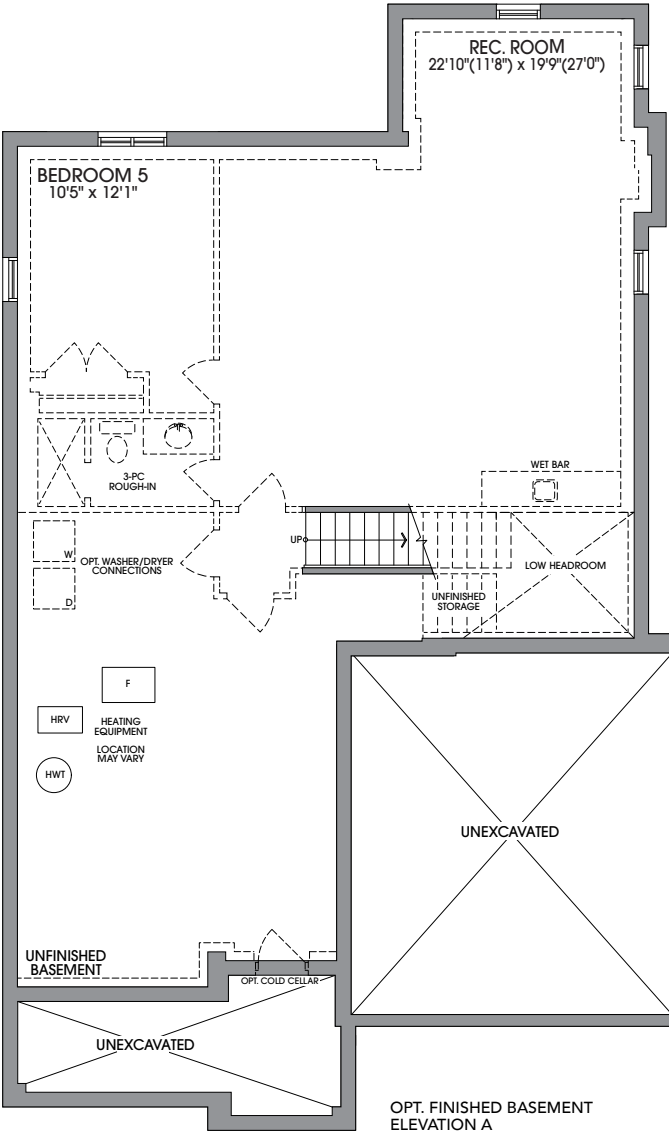 REC. ROOM
22'10"(11'8") x 19'9"(27'0")
BEDROOM 5
10'5" x 12'1"
3-PC
ROUGH-IN
WET BAR
W
D
OPT. WASHER/DRYER
CONNECTIONS
UP
LOW HEADROOM
UNFINISHED
STORAGE
F
HRV
HEATING
EQUIPMENT
LOCATION
MAY VARY
HWT
UNEXCAVATED
UNFINISHED
BASEMENT
OPT. COLD CELLAR
UNEXCAVATED
OPT. FINISHED BASEMENT
ELEVATION A